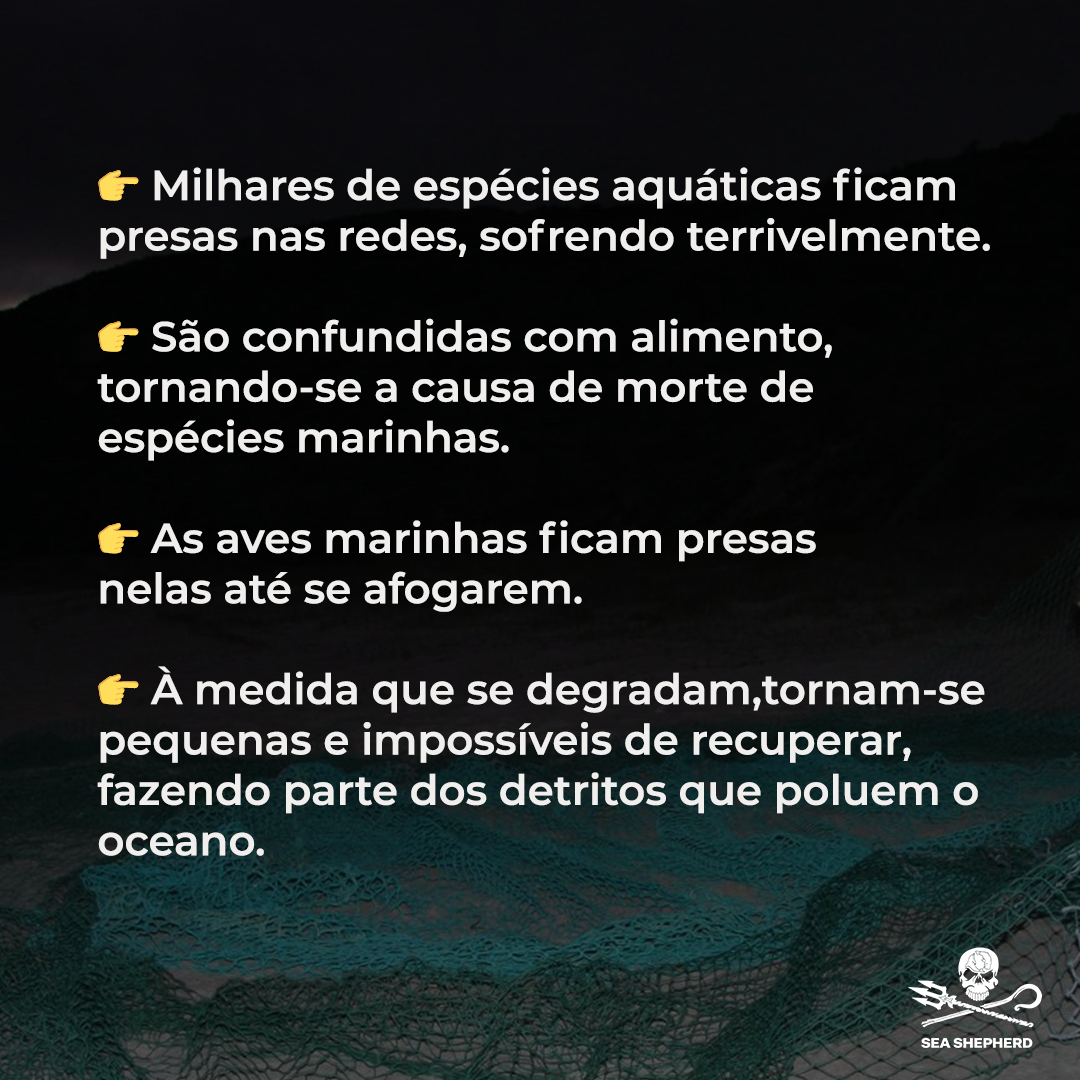 👉 Milhares de espécies aquáticas ficam
presas nas redes, sofrendo terrivelmente.
👉 São confundidas com alimento,
tornando-se a causa de morte de
espécies marinhas.
👉 As aves marinhas ficam presas
nelas até se afogarem.
👉 À medida que se degradam,tornam-se
pequenas e impossíveis de recuperar,
fazendo parte dos detritos que poluem o
oceano.
SEA SHEPHERD